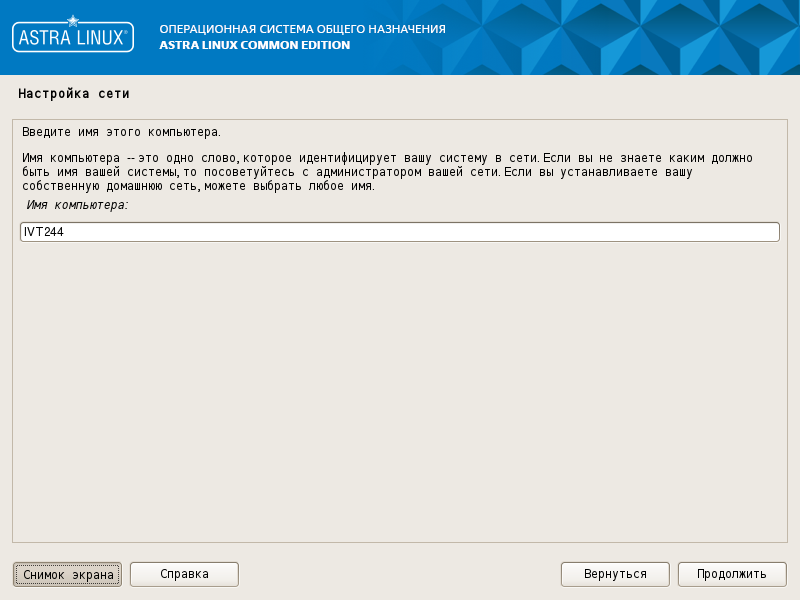 ASTRA LINUX®
ОПЕРАЦИОННАЯ СИСТЕМА ОБЩЕГО НАЗНАЧЕНИЯ
ASTRA LINUX COMMON EDITION
Настройка сети
Введите имя этого компьютера.
Имя компьютера -- это одно слово, которое идентифицирует вашу систему в сети. Если вы не знаете каким должно
быть имя вашей системы, то посоветуйтесь с администратором вашей сети. Если вы устанавливаете вашу
собственную домашнюю сеть, можете выбрать любое имя.
Имя компьютера:
IVT244
Снимок экрана
Справка
Вернуться
Продолжить